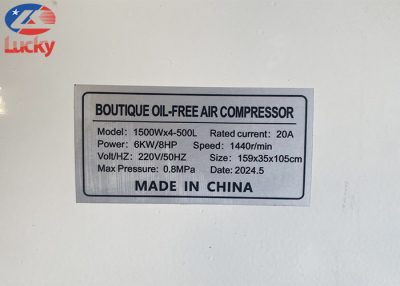 Lucky
BOUTIQUE OIL-FREE AIR COMPRESSOR
Model: 1500Wx4-500L Rated current: 20A
Power: 6KW/8HP Speed: 1440r/min
Volt/HZ: 220V/50HZ Size: 159x35x105cm
Max Pressure: 0.8MPa Date: 2024.5
MADE IN CHINA